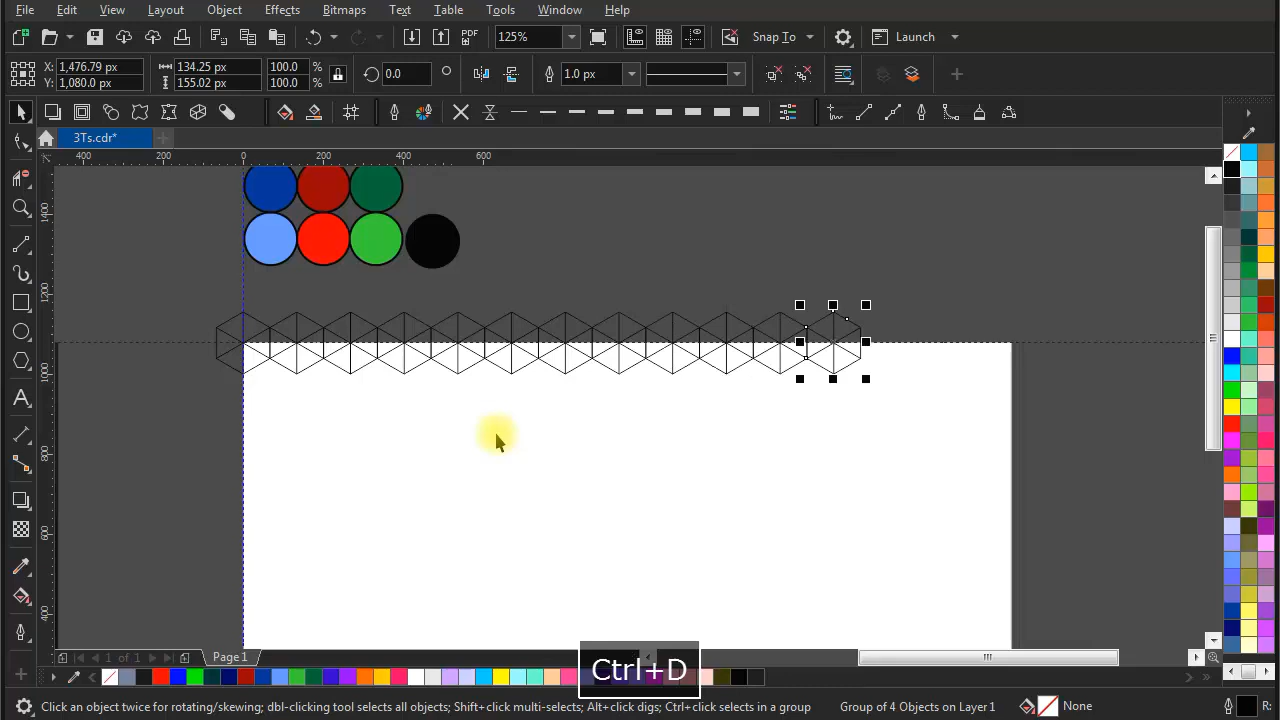 File Edit View Layout Object Effects Bitmaps Text Table Tools Window Help
PDF 125% Snap To Launch
X: 1,476.79 px 134.25 px 100.0 % 0.0 1.0 px
Y: 1,080.0 px 155.02 px 100.0 %
3Ts.cdr*
400 200 0 200 400 600
1400
1200
1000
800
600
400
1 of 1 Page 1
Ctrl+D
Click an object twice for rotating/skewing; dbl-clicking tool selects all objects; Shift+click multi-selects; Alt+click digs; Ctrl+click selects in a group Group of 4 Objects on Layer 1 None R: